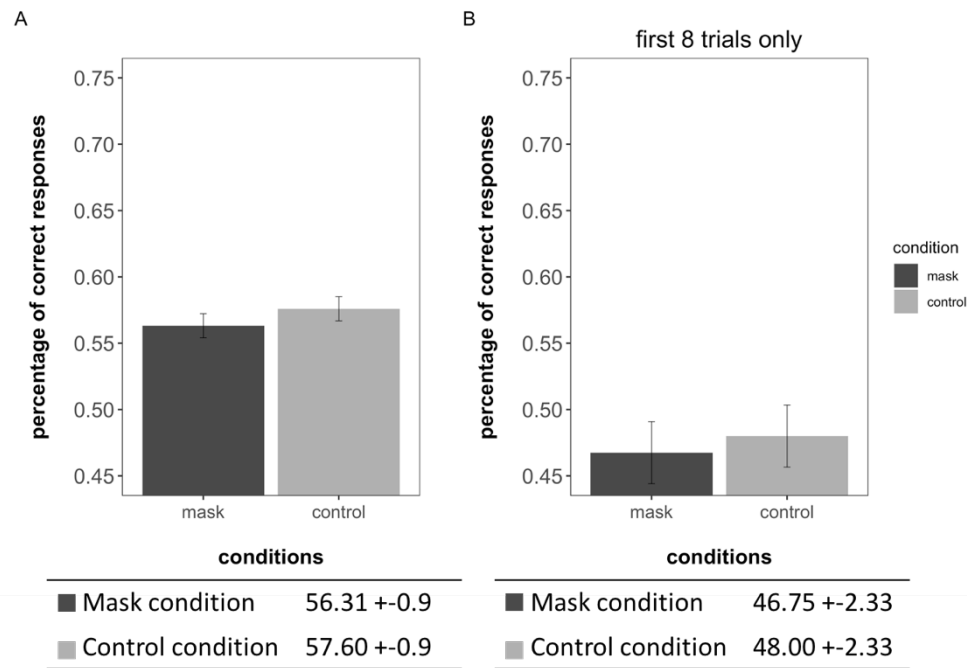 A
percentage of correct responses
0.75
0.70
0.65
0.60
0.55
0.50
0.45
mask control
conditions
Mask condition 56.31 +-0.9
Control condition 57.60 +-0.9
B
first 8 trials only
percentage of correct responses
0.75
0.70
0.65
0.60
0.55
0.50
0.45
mask control
conditions
condition
mask
control
Mask condition 46.75 +-2.33
Control condition 48.00 +-2.33